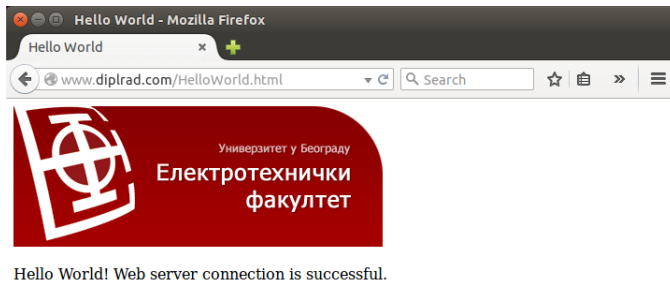 Hello World - Mozilla Firefox
Hello World
www.diplrad.com/HelloWorld.html
Search
Универзитет у Београду
Електротехнички
факултет
Hello World! Web server connection is successful.